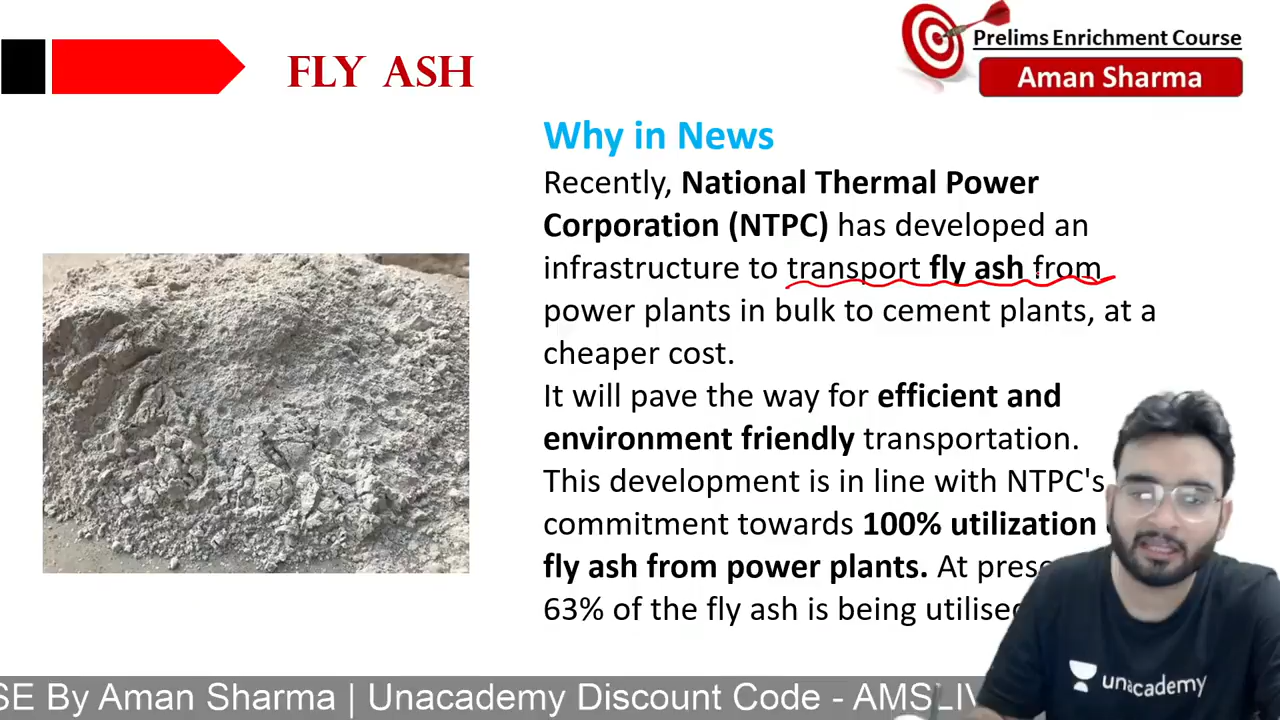 FLY ASH
Prelims Enrichment Course
Aman Sharma
Why in News
Recently, National Thermal Power
Corporation (NTPC) has developed an
infrastructure to transport fly ash from
power plants in bulk to cement plants, at a
cheaper cost.
It will pave the way for efficient and
environment friendly transportation.
This development is in line with NTPC's
commitment towards 100% utilization
fly ash from power plants. At
63% of the fly ash is being
unacademy
By Aman Sharma | Unacademy Discount Code -